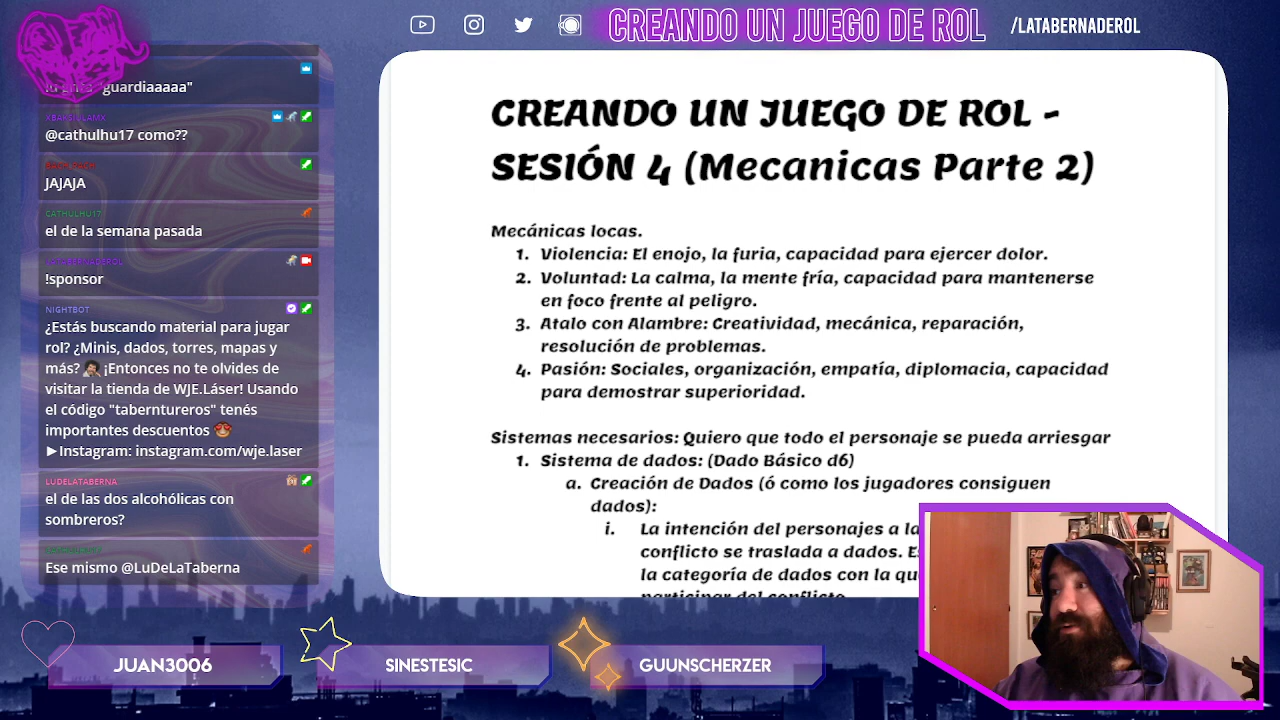 CREANDO UN JUEGO DE ROL
/LATABERNADEROL
"guardiaaaaa"
XBAKSIULAMX
@cathulhu17 como??
JAJAJA
CATHULHU17
el de la semana pasada
!sponsor
NIGHTBOT
¿Estás buscando material para jugar
rol? ¿Minis, dados, torres, mapas y
más? 🧙🏻 ¡Entonces no te olvides de
visitar la tienda de WJE.Láser! Usando
el código "taberntureros" tenés
importantes descuentos
►Instagram: instagram.com/wje.laser
LUDELATABERNA
el de las dos alcohólicas con
sombreros?
Ese mismo @LuDeLaTaberna
CREANDO UN JUEGO DE ROL -
SESIÓN 4 (Mecanicas Parte 2)
Mecánicas locas.
1. Violencia: El enojo, la furia, capacidad para ejercer dolor.
2. Voluntad: La calma, la mente fría, capacidad para mantenerse
en foco frente al peligro.
3. Atalo con Alambre: Creatividad, mecánica, reparación,
resolución de problemas.
4. Pasión: Sociales, organización, empatía, diplomacia, capacidad
para demostrar superioridad.
Sistemas necesarios: Quiero que todo el personaje se pueda arriesgar
1. Sistema de dados: (Dado Básico d6)
a. Creación de Dados (ó como los jugadores consiguen
dados):
i. La intención del personajes a la
conflicto se traslada a dados. Es
la categoría de dados con la que
participar del conflicto
JUAN3006
SINESTESIC
GUUNSCHERZER